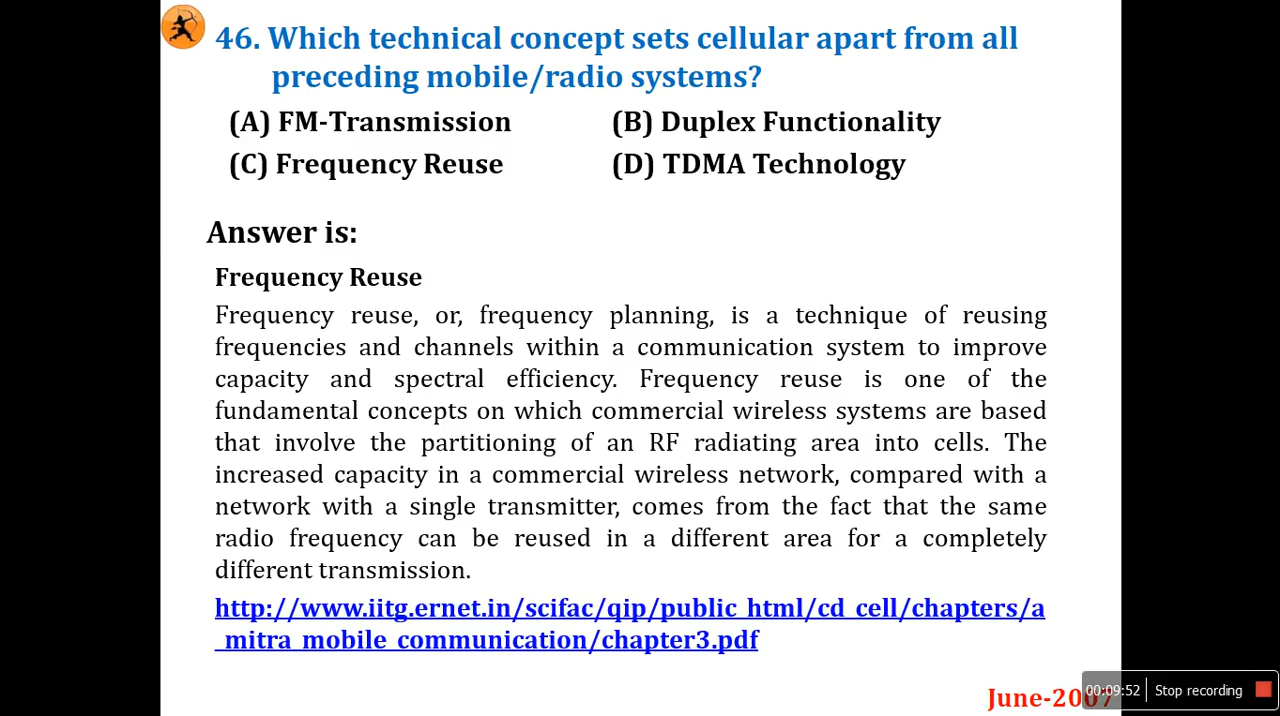 46. Which technical concept sets cellular apart from all
preceding mobile/radio systems?
(A) FM-Transmission (B) Duplex Functionality
(C) Frequency Reuse (D) TDMA Technology
Answer is:
Frequency Reuse
Frequency reuse, or, frequency planning, is a technique of reusing
frequencies and channels within a communication system to improve
capacity and spectral efficiency. Frequency reuse is one of the
fundamental concepts on which commercial wireless systems are based
that involve the partitioning of an RF radiating area into cells. The
increased capacity in a commercial wireless network, compared with a
network with a single transmitter, comes from the fact that the same
radio frequency can be reused in a different area for a completely
different transmission.
http://www.iitg.ernet.in/scifac/qip/public_html/cd_cell/chapters/a
_mitra_mobile_communication/chapter3.pdf
June-2007
00:09:52 Stop recording